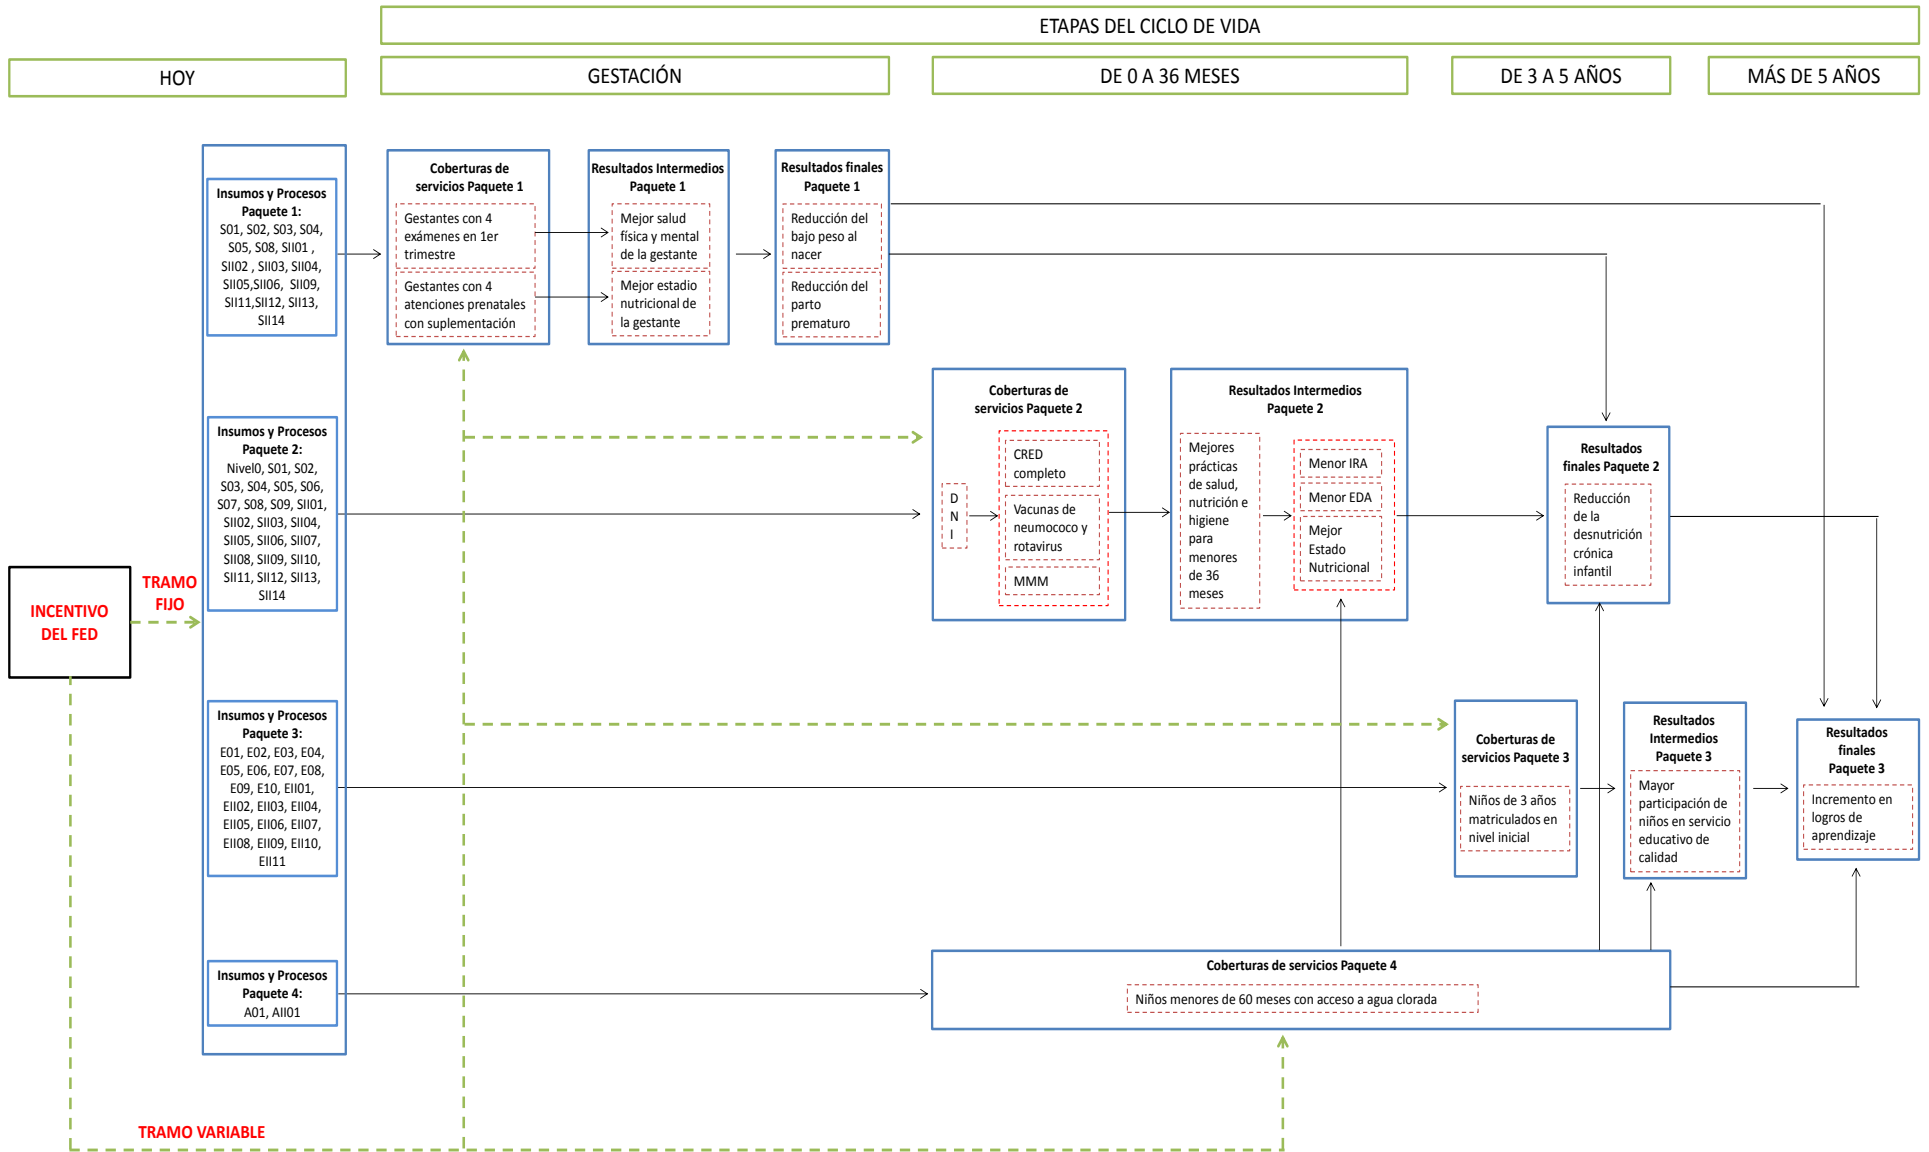 ETAPAS DEL CICLO DE VIDA
HOY
GESTACIÓN
DE 0 A 36 MESES
DE 3 A 5 AÑOS
MÁS DE 5 AÑOS
Insumos y Procesos
Paquete 1:
S01, S02, S03, S04,
S05, S08, SII01 ,
SII02 , SII03, SII04,
SII05,SII06, SII09,
SII11,SII12, SII13,
SII14
Coberturas de
servicios Paquete 1
Gestantes con 4
exámenes en 1er
trimestre
Gestantes con 4
atenciones prenatales
con suplementación
Resultados Intermedios
Paquete 1
Mejor salud
física y mental
de la gestante
Mejor estadio
nutricional de
la gestante
Resultados finales
Paquete 1
Reducción del
bajo peso al
nacer
Reducción del
parto
prematuro
Insumos y Procesos
Paquete 2:
Nivel0, S01, S02,
S03, S04, S05, S06,
S07, S08, S09, SII01,
SII02, SII03, SII04,
SII05, SII06, SII07,
SII08, SII09, SII10,
SII11, SII12, SII13,
SII14
Coberturas de
servicios Paquete 2
D
N
I
CRED
completo
Vacunas de
neumococo y
rotavirus
MMM
Resultados Intermedios
Paquete 2
Mejores
prácticas
de salud,
nutrición e
higiene
para
menores
de 36
meses
Menor IRA
Menor EDA
Mejor
Estado
Nutricional
Resultados
finales Paquete 2
Reducción
de la
desnutrición
crónica
infantil
INCENTIVO
DEL FED
TRAMO
FIJO
Insumos y Procesos
Paquete 3:
E01, E02, E03, E04,
E05, E06, E07, E08,
E09, E10, EII01,
EII02, EII03, EII04,
EII05, EII06, EII07,
EII08, EII09, EII10,
EII11
Coberturas de
servicios Paquete 3
Niños de 3 años
matriculados en
nivel inicial
Resultados
Intermedios
Paquete 3
Mayor
participación de
niños en servicio
educativo de
calidad
Resultados
finales
Paquete 3
Incremento en
logros de
aprendizaje
Insumos y Procesos
Paquete 4:
A01, AII01
Coberturas de servicios Paquete 4
Niños menores de 60 meses con acceso a agua clorada
TRAMO VARIABLE